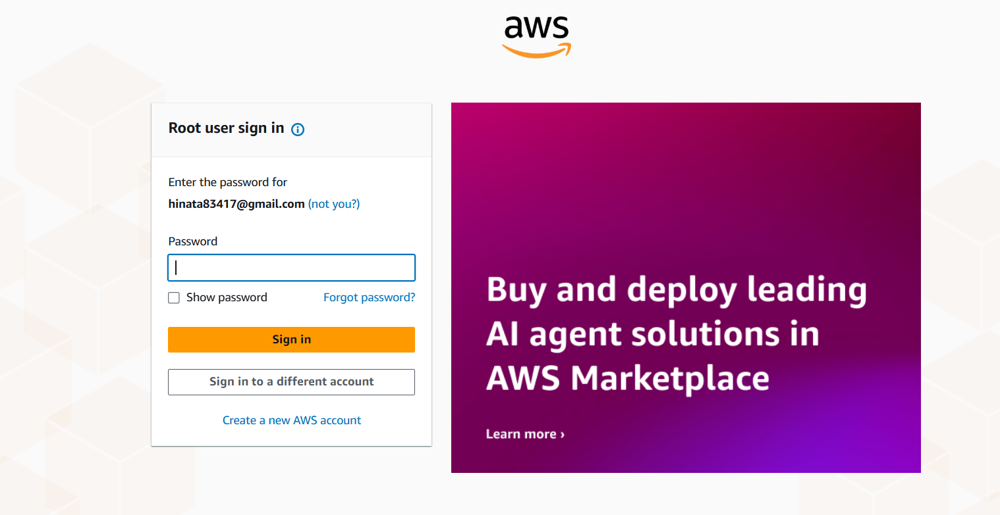 aws
Root user sign in
Enter the password for
hinata83417@gmail.com (not you?)
Password
Show password
Forgot password?
Sign in
Sign in to a different account
Create a new AWS account
Buy and deploy leading
AI agent solutions in
AWS Marketplace
Learn more ›